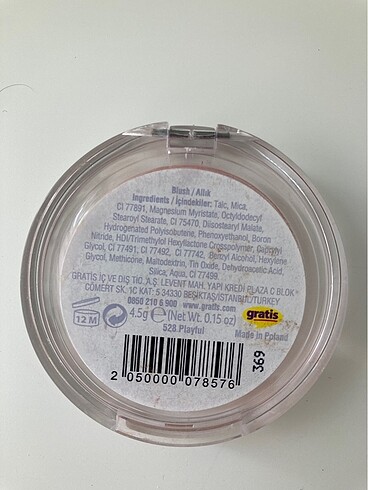 Blush / Allık
Ingredients / İçindekiler: Talc, Mica,
CI 77891, Magnesium Myristate, Octyldodecyl
Stearoyl Stearate, CI 75470, Diisostearyl Malate,
Hydrogenated Polyisobutene, Phenoxyethanol, Boron
Nitride, HDI/Trimethylol Hexyllactone Crosspolymer, Caprylyl
Glycol, CI 77491, CI 77492, CI 77742, Benzyl Alcohol, Hexylene
Glycol, Methicone, Maltodextrin, Tin Oxide, Dehydroacetic Acid,
Silica, Aqua, CI 77499.
GRATİS İÇ VE DIŞ TİC. A.Ş. LEVENT MAH. YAPI KREDİ PLAZA C BLOK
CÖMERT SK. 1C KAT: 5 34330 BEŞİKTAŞ/İSTANBUL/TURKEY
0850 210 6 900 www.gratis.com
12 M
4.5g e (Net Wt. 0.15 oz)
gratis
528 Playful
Made in Poland
369
2 050000 078576